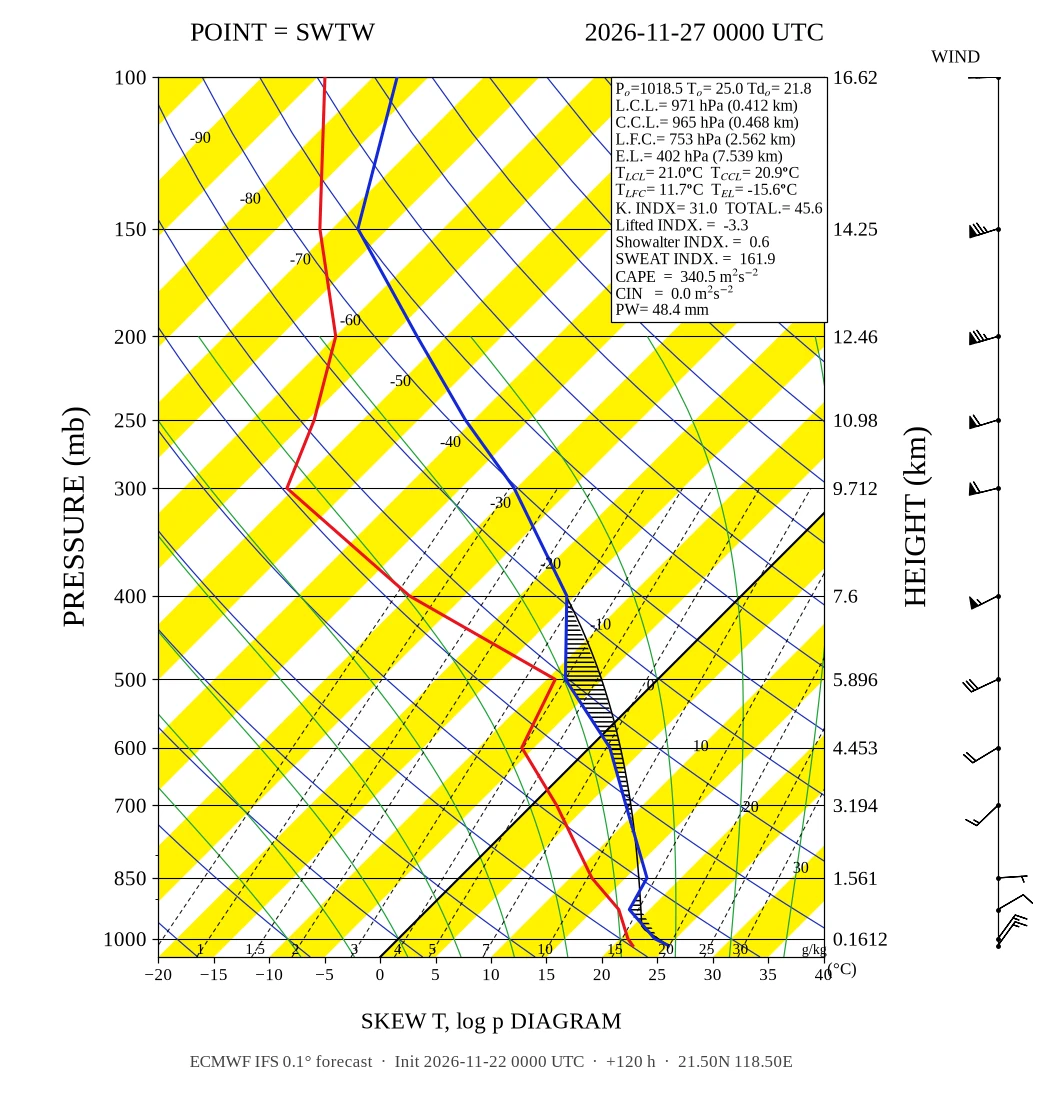 POINT = SWTW
2026-11-27 0000 UTC
WIND
Pₒ=1018.5 Tₒ= 25.0 Tdₒ= 21.8
L.C.L.= 971 hPa (0.412 km)
C.C.L.= 965 hPa (0.468 km)
L.F.C.= 753 hPa (2.562 km)
E.L.= 402 hPa (7.539 km)
T_LCL= 21.0°C T_CCL= 20.9°C
T_LFC= 11.7°C T_EL= -15.6°C
K. INDX= 31.0 TOTAL.= 45.6
Lifted INDX. = -3.3
Showalter INDX. = 0.6
SWEAT INDX. = 161.9
CAPE = 340.5 m²s⁻²
CIN = 0.0 m²s⁻²
PW= 48.4 mm
100
150
200
250
300
400
500
600
700
850
1000
PRESSURE (mb)
-90
-80
-70
-60
-50
-40
-30
-20
-10
0
10
20
30
16.62
14.25
12.46
10.98
9.712
7.6
5.896
4.453
3.194
1.561
0.1612
HEIGHT (km)
1 1.5 2 3 4 5 7 10 15 20 25 30 g/kg
−20 −15 −10 −5 0 5 10 15 20 25 30 35 40 (°C)
SKEW T, log p DIAGRAM
ECMWF IFS 0.1° forecast · Init 2026-11-22 0000 UTC · +120 h · 21.50N 118.50E